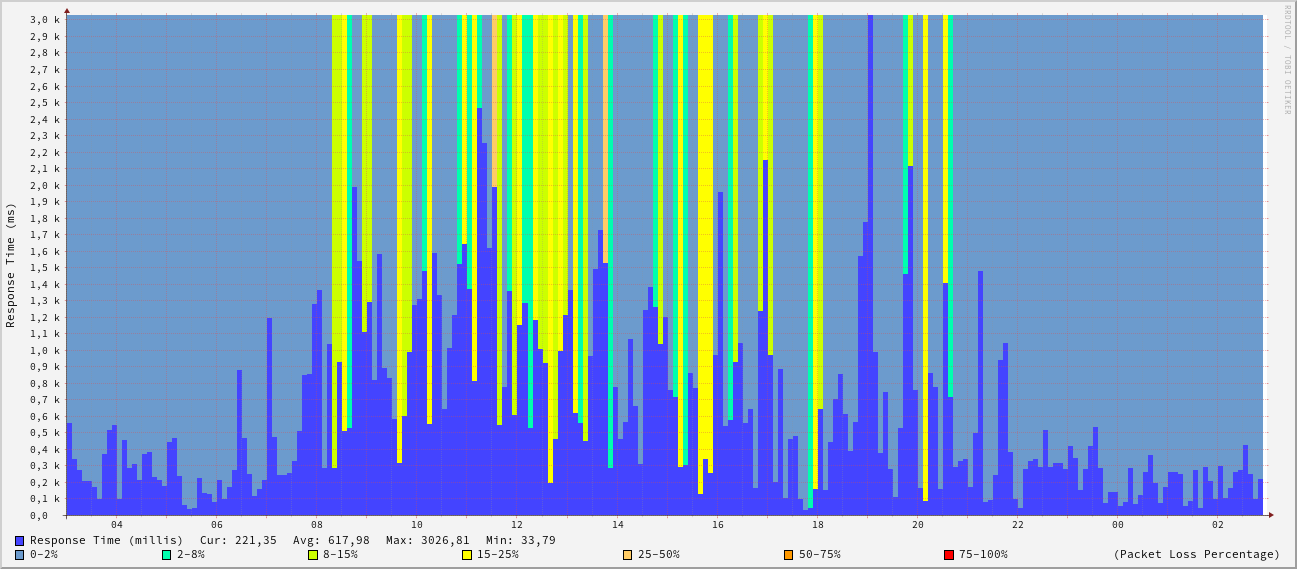 RRDTOOL / TOBI OETIKER
Response Time (ms)
3,0 k
2,9 k
2,8 k
2,7 k
2,6 k
2,5 k
2,4 k
2,3 k
2,2 k
2,1 k
2,0 k
1,9 k
1,8 k
1,7 k
1,6 k
1,5 k
1,4 k
1,3 k
1,2 k
1,1 k
1,0 k
0,9 k
0,8 k
0,7 k
0,6 k
0,5 k
0,4 k
0,3 k
0,2 k
0,1 k
0,0
04 06 08 10 12 14 16 18 20 22 00 02
Response Time (millis) Cur: 221,35 Avg: 617,98 Max: 3026,81 Min: 33,79
0-2% 2-8% 8-15% 15-25% 25-50% 50-75% 75-100% (Packet Loss Percentage)